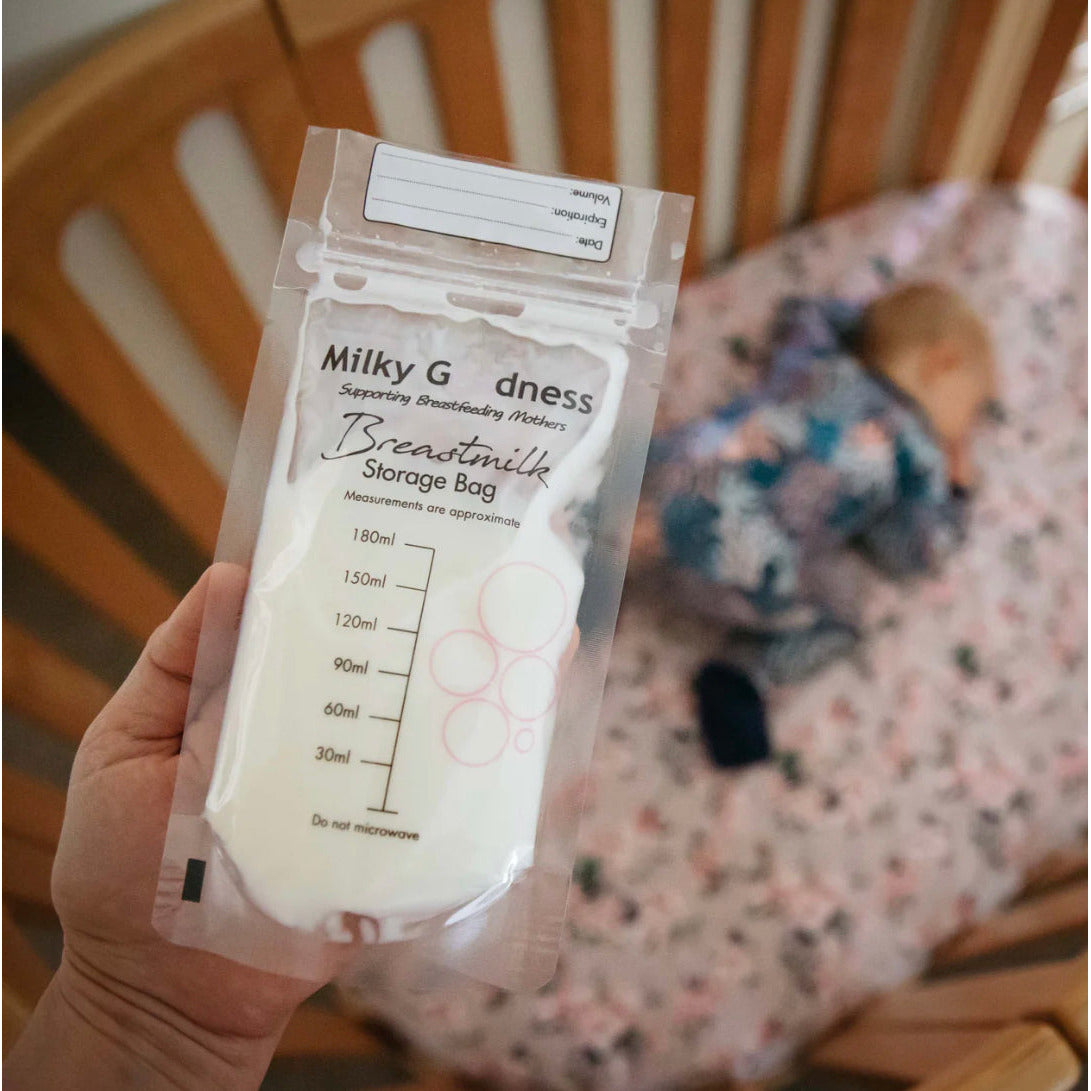 Date:
Expiration:
Volume:
Milky G dness
Supporting Breastfeeding Mothers
Breastmilk
Storage Bag
Measurements are approximate
180ml
150ml
120ml
90ml
60ml
30ml
Do not microwave